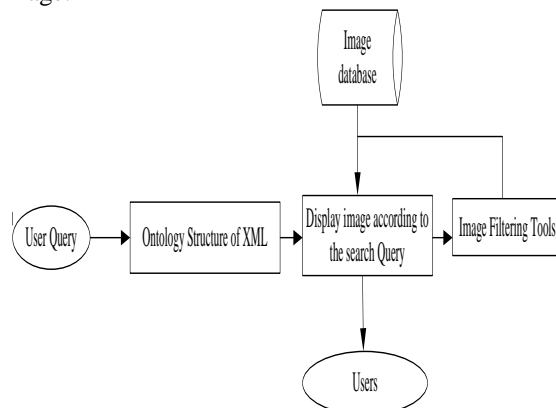 Image
database
User Query
Ontology Structure of XML
Display image according to
the search Query
Image Filtering Tools
Users